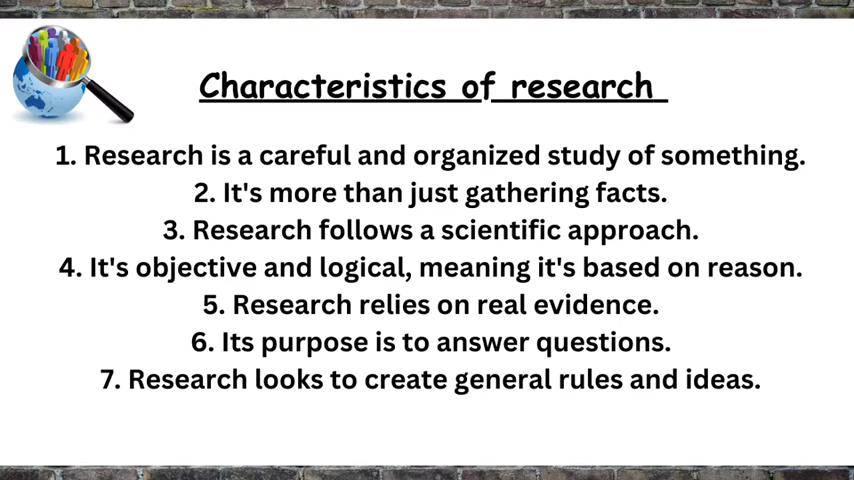 Characteristics of research
1. Research is a careful and organized study of something.
2. It's more than just gathering facts.
3. Research follows a scientific approach.
4. It's objective and logical, meaning it's based on reason.
5. Research relies on real evidence.
6. Its purpose is to answer questions.
7. Research looks to create general rules and ideas.